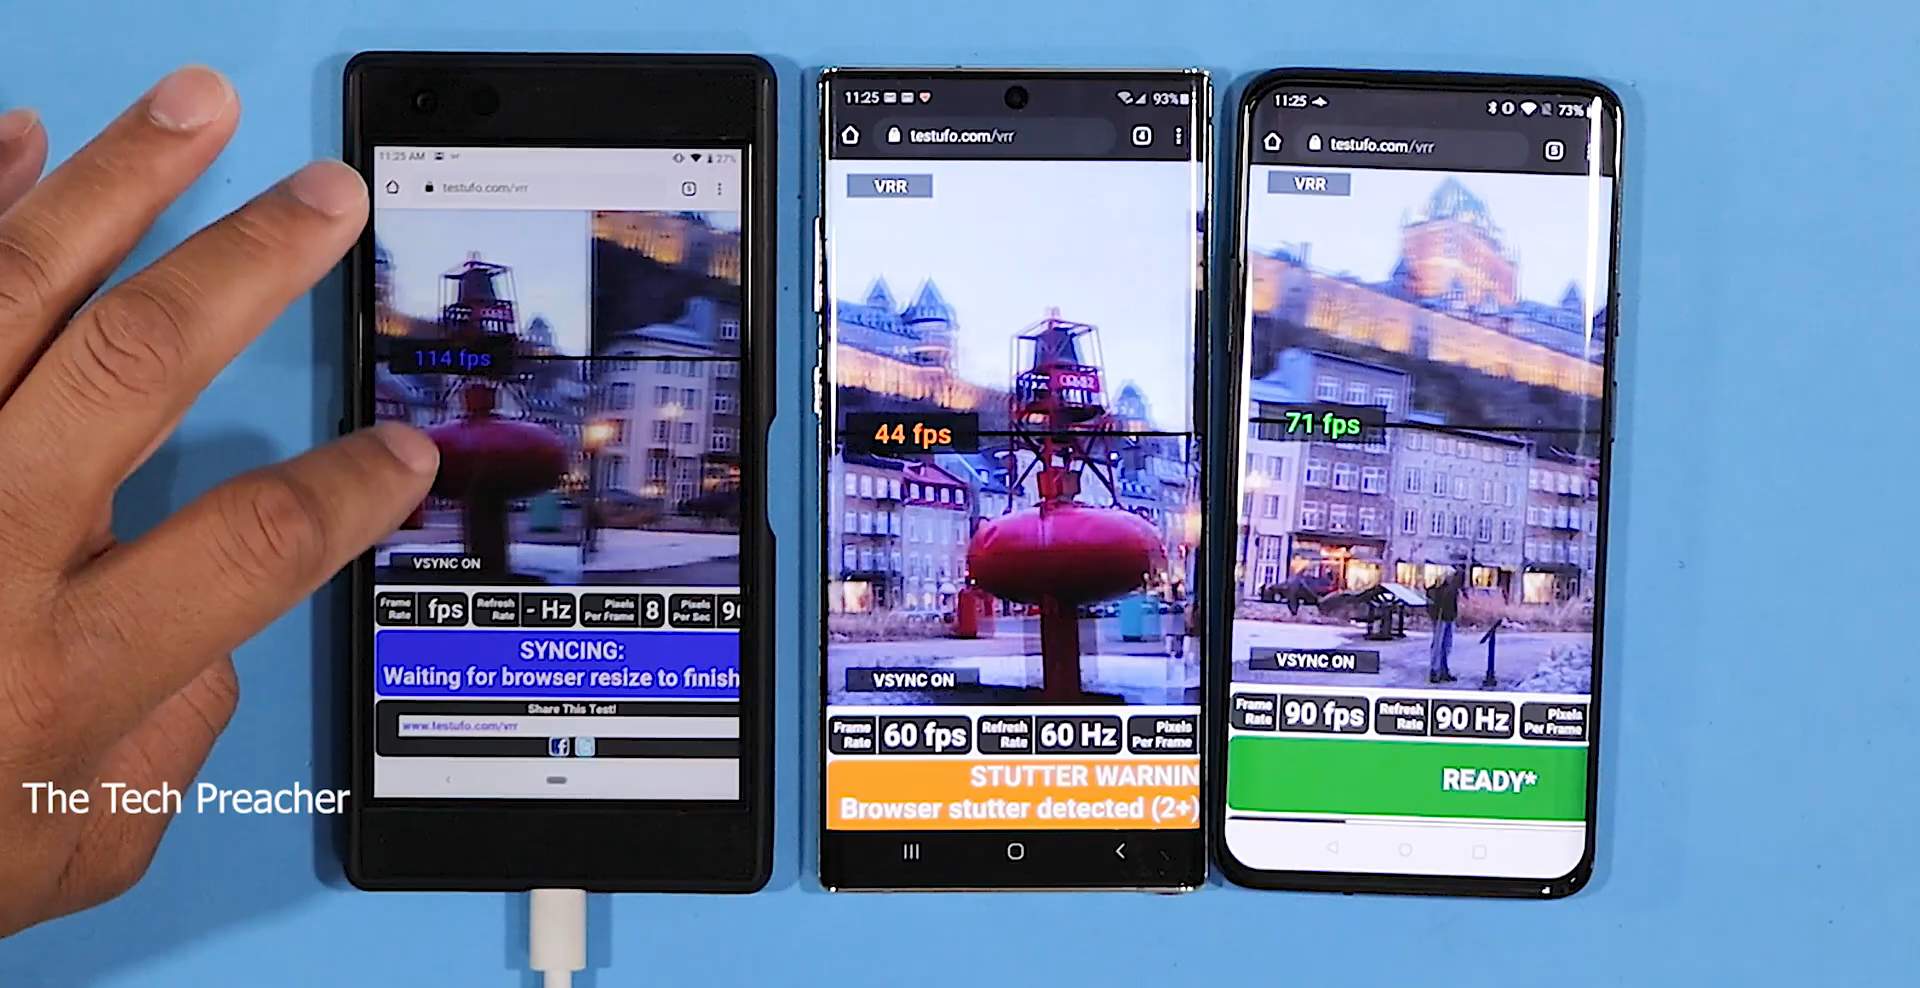 11:25 AM
27%
testufo.com/vrr
5
114 fps
VSYNC ON
Frame Rate
fps
Refresh Rate
- Hz
Pixels Per Frame
8
Pixels Per Sec
SYNCING:
Waiting for browser resize to finish
Share This Test!
www.testufo.com/vrr
The Tech Preacher
11:25
93%
testufo.com/vrr
4
VRR
44 fps
VSYNC ON
Frame Rate
60 fps
Refresh Rate
60 Hz
Pixels Per Frame
STUTTER WARNIN
Browser stutter detected (2+)
11:25
73%
testufo.com/vrr
5
VRR
71 fps
VSYNC ON
Frame Rate
90 fps
Refresh Rate
90 Hz
Pixels Per Frame
READY*